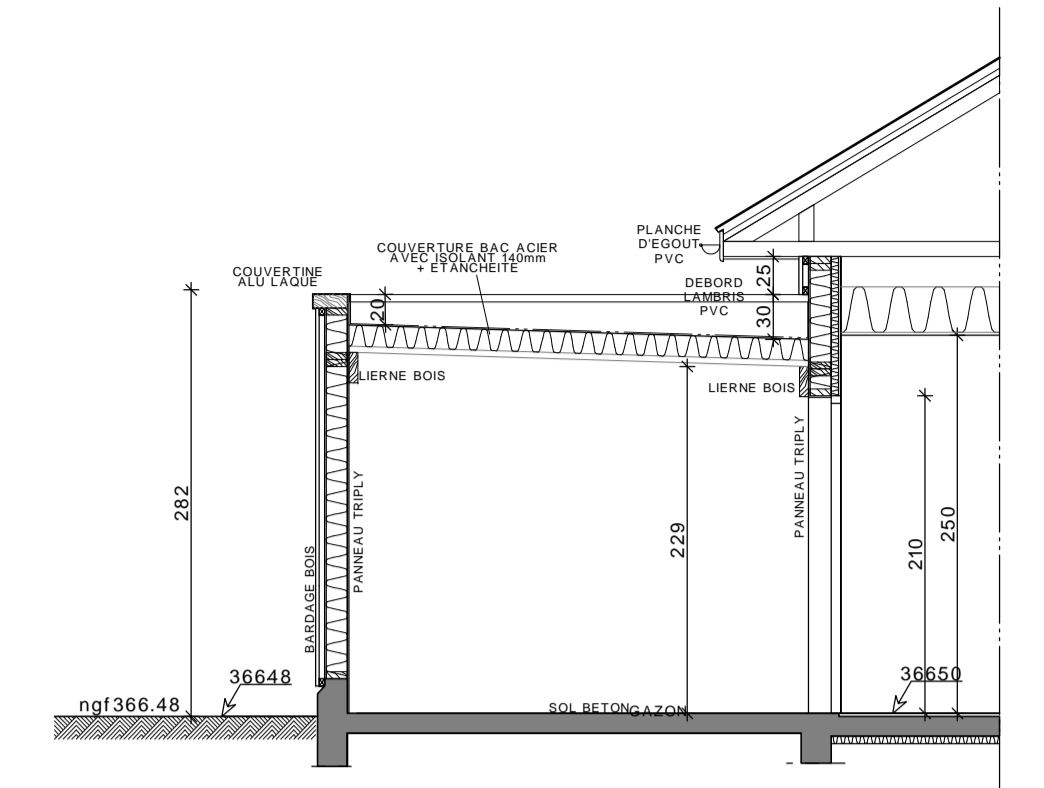 PLANCHE
D'EGOUT
PVC
COUVERTURE BAC ACIER
AVEC ISOLANT 140mm
+ ETANCHEITE
COUVERTINE
ALU LAQUE
DEBORD
LAMBRIS
PVC
25
30
20
LIERNE BOIS
LIERNE BOIS
282
PANNEAU TRIPLY
PANNEAU TRIPLY
BARDAGE BOIS
229
210
250
36648
36650
ngf366.48
SOL BETON
GAZON